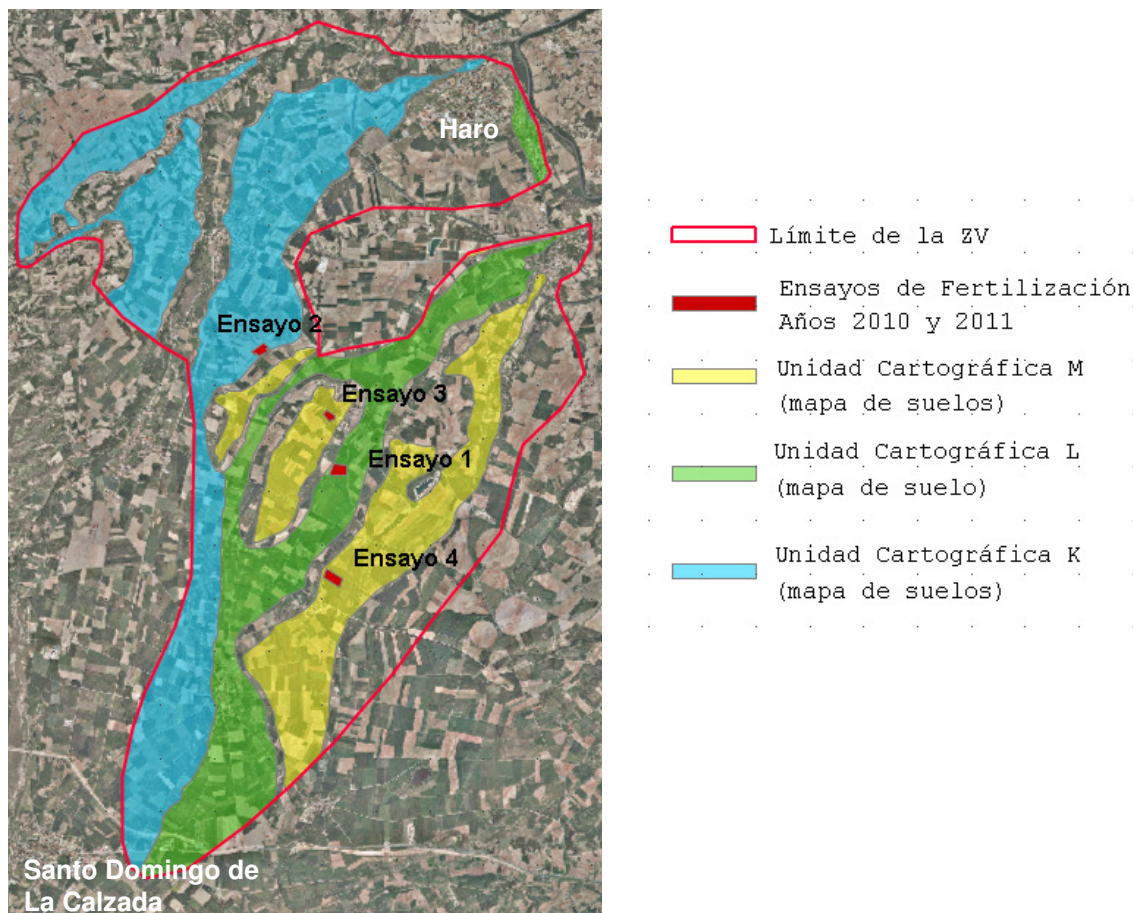 Haro
Ensayo 2
Ensayo 3
Ensayo 1
Ensayo 4
Santo Domingo de
La Calzada
Límite de la ZV
Ensayos de Fertilización
Años 2010 y 2011
Unidad Cartográfica M
(mapa de suelos)
Unidad Cartográfica L
(mapa de suelo)
Unidad Cartográfica K
(mapa de suelos)